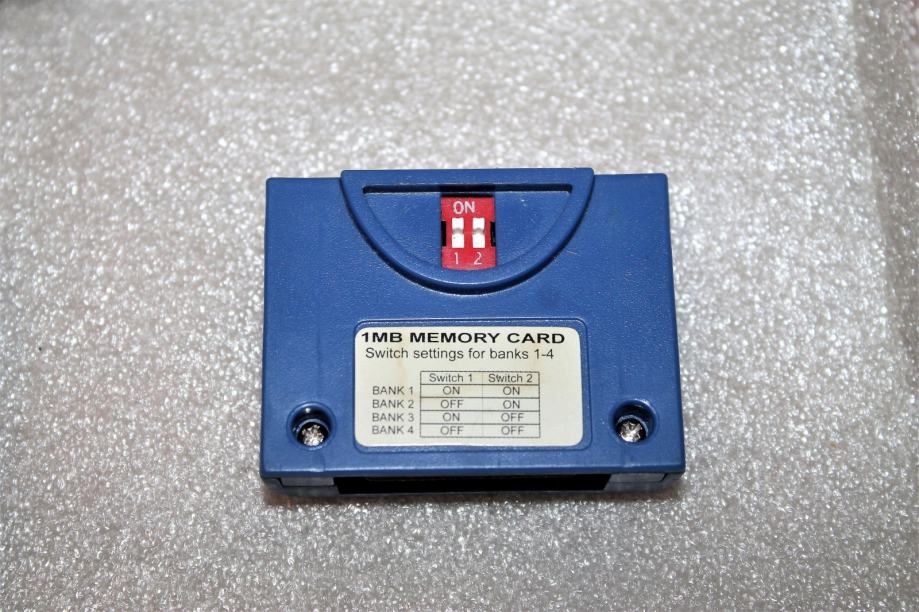 ON
1 2
1MB MEMORY CARD
Switch settings for banks 1-4
Switch 1 Switch 2
BANK 1 ON ON
BANK 2 OFF ON
BANK 3 ON OFF
BANK 4 OFF OFF